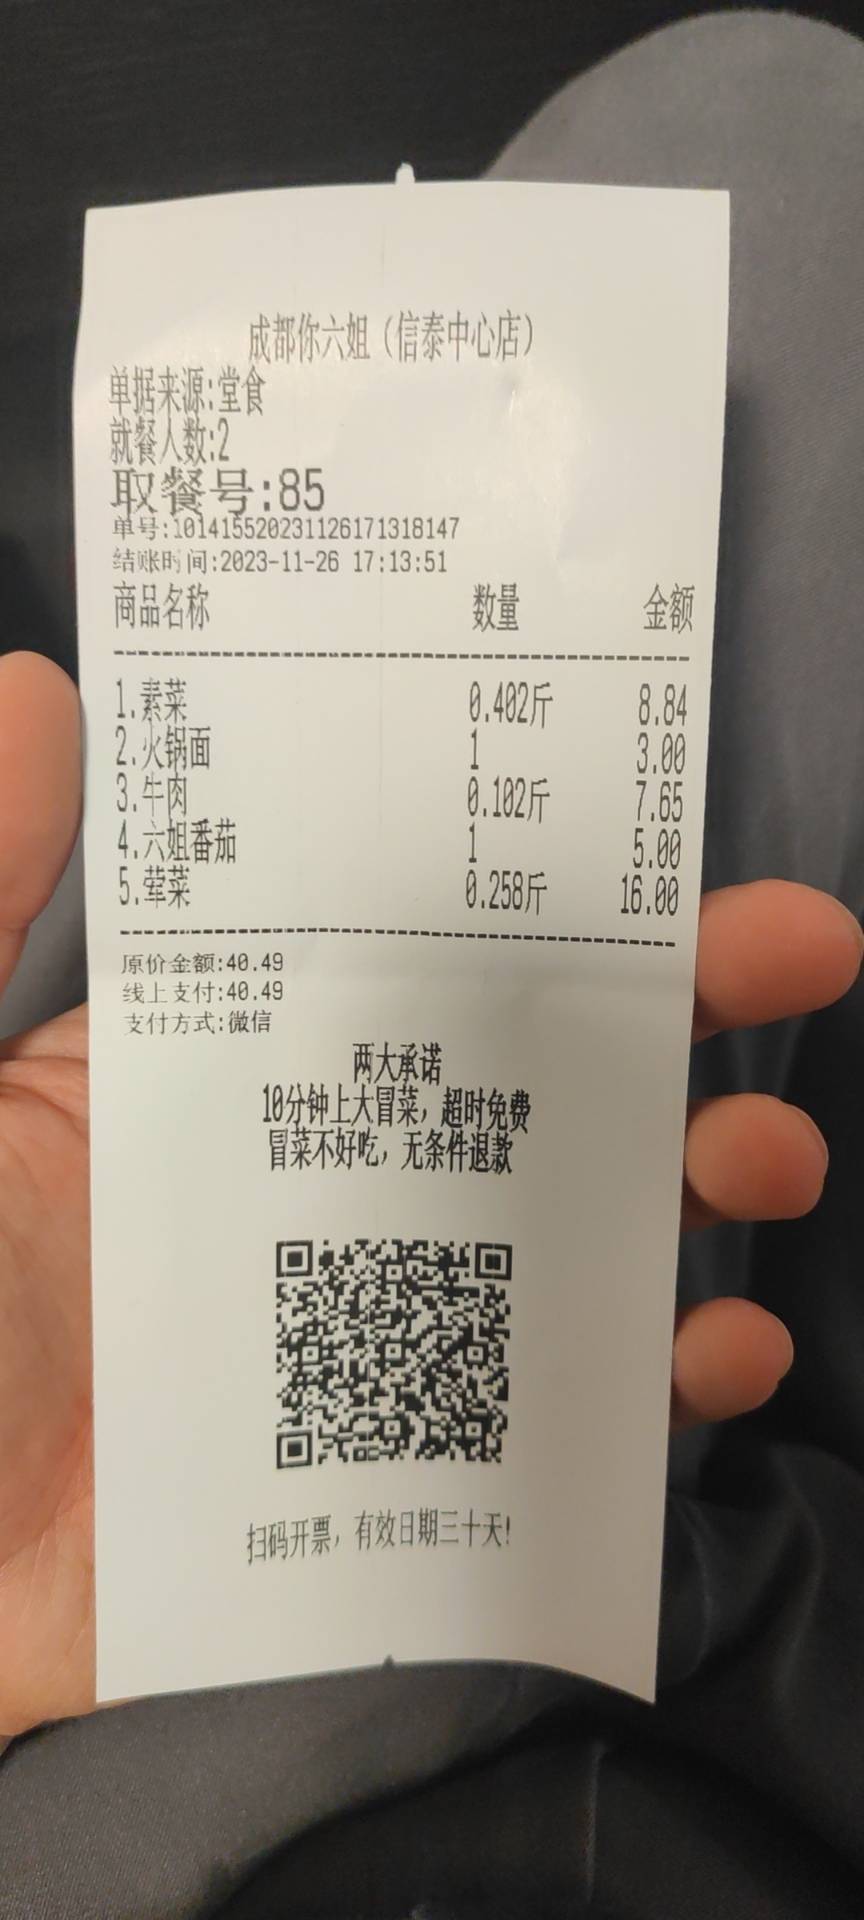 成都你六姐（信泰中心店）
单据来源:堂食
就餐人数:2
取餐号:85
单号:101415520231126171318147
结账时间:2023-11-26 17:13:51
商品名称 数量 金额
1.素菜 0.402斤 8.84
2.火锅面 1 3.00
3.牛肉 0.102斤 7.65
4.六姐番茄 1 5.00
5.荤菜 0.258斤 16.00
原价金额:40.49
线上支付:40.49
支付方式:微信
两大承诺
10分钟上大冒菜，超时免费
冒菜不好吃，无条件退款
扫码开票，有效日期三十天!